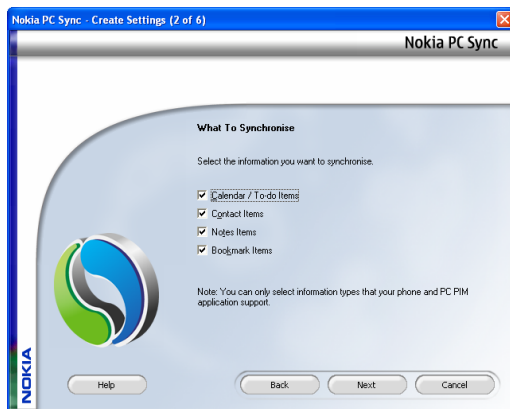 Nokia PC Sync - Create Settings (2 of 6)
Nokia PC Sync
What To Synchronise
Select the information you want to synchronise.
Calendar / To-do Items
Contact Items
Notes Items
Bookmark Items
Note: You can only select information types that your phone and PC PIM
application support.
NOKIA
Help
Back
Next
Cancel